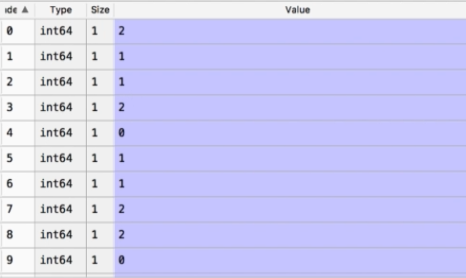 ide ▲ Type Size Value
0 int64 1 2
1 int64 1 1
2 int64 1 1
3 int64 1 2
4 int64 1 0
5 int64 1 1
6 int64 1 1
7 int64 1 2
8 int64 1 2
9 int64 1 0